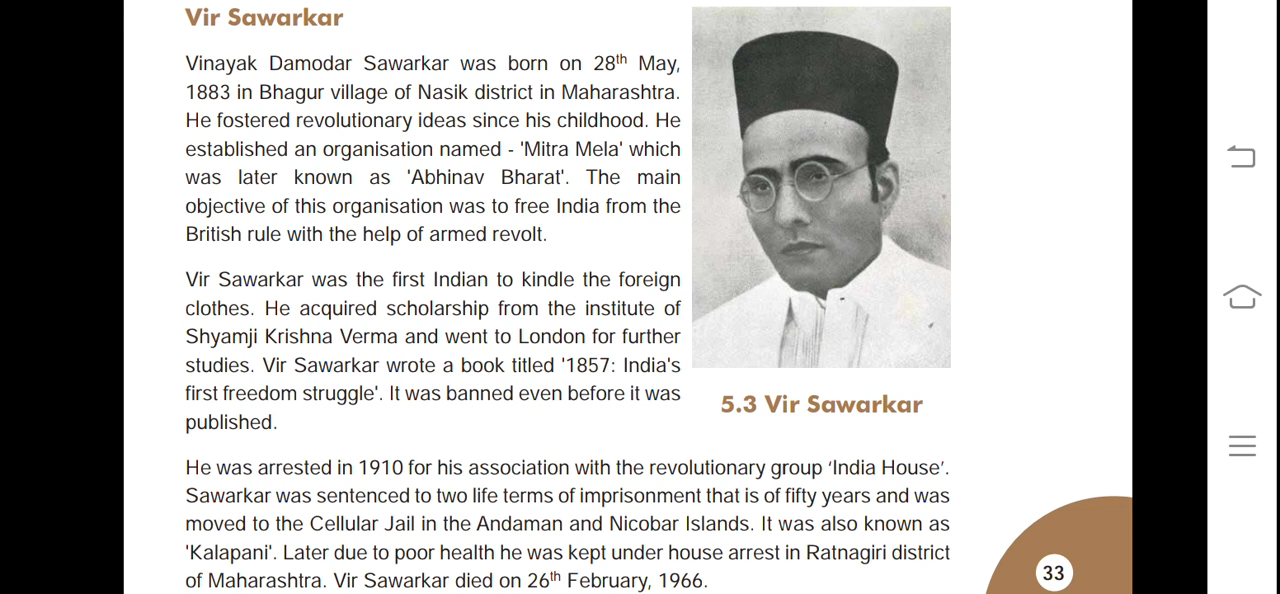 Vir Sawarkar
Vinayak Damodar Sawarkar was born on 28th May,
1883 in Bhagur village of Nasik district in Maharashtra.
He fostered revolutionary ideas since his childhood. He
established an organisation named - 'Mitra Mela' which
was later known as 'Abhinav Bharat'. The main
objective of this organisation was to free India from the
British rule with the help of armed revolt.
Vir Sawarkar was the first Indian to kindle the foreign
clothes. He acquired scholarship from the institute of
Shyamji Krishna Verma and went to London for further
studies. Vir Sawarkar wrote a book titled '1857: India's
first freedom struggle'. It was banned even before it was
published.
5.3 Vir Sawarkar
He was arrested in 1910 for his association with the revolutionary group ‘India House’.
Sawarkar was sentenced to two life terms of imprisonment that is of fifty years and was
moved to the Cellular Jail in the Andaman and Nicobar Islands. It was also known as
'Kalapani'. Later due to poor health he was kept under house arrest in Ratnagiri district
of Maharashtra. Vir Sawarkar died on 26th February, 1966.
33